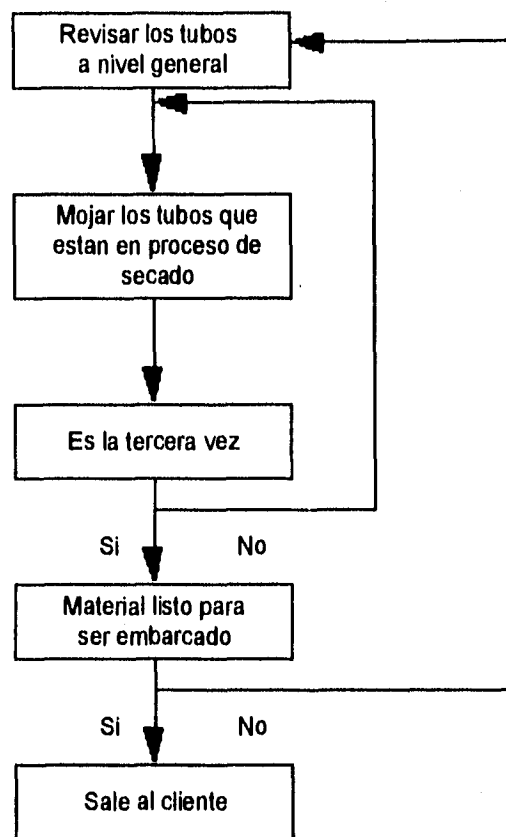 Revisar los tubos
a nivel general
Mojar los tubos que
estan en proceso de
secado
Es la tercera vez
Si No
Material listo para
ser embarcado
Si No
Sale al cliente